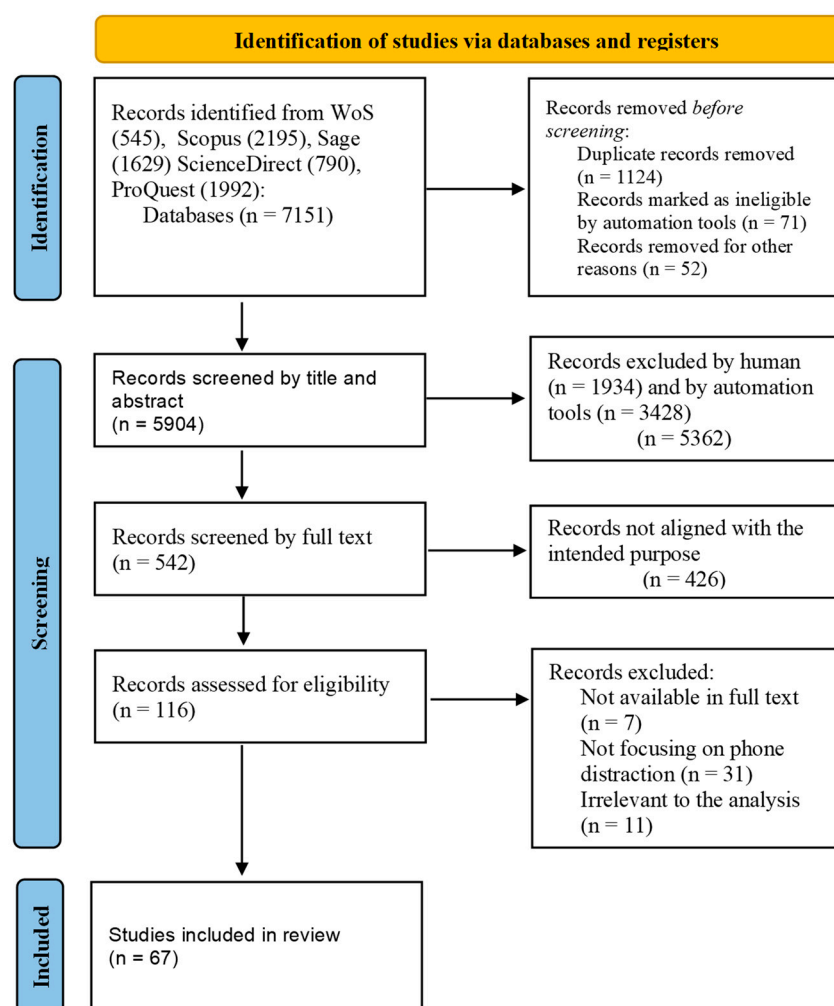 Identification of studies via databases and registers
Identification
Records identified from WoS
(545),  Scopus (2195), Sage
(1629) ScienceDirect (790),
ProQuest (1992):
Databases (n = 7151)
Records removed before
screening:
Duplicate records removed
(n = 1124)
Records marked as ineligible
by automation tools (n = 71)
Records removed for other
reasons (n = 52)
Screening
Records screened by title and
abstract
(n = 5904)
Records excluded by human
(n = 1934) and by automation
tools (n = 3428)
(n = 5362)
Records screened by full text
(n = 542)
Records not aligned with the
intended purpose
(n = 426)
Records assessed for eligibility
(n = 116)
Records excluded:
Not available in full text
(n = 7)
Not focusing on phone
distraction (n = 31)
Irrelevant to the analysis
(n = 11)
Included
Studies included in review
(n = 67)